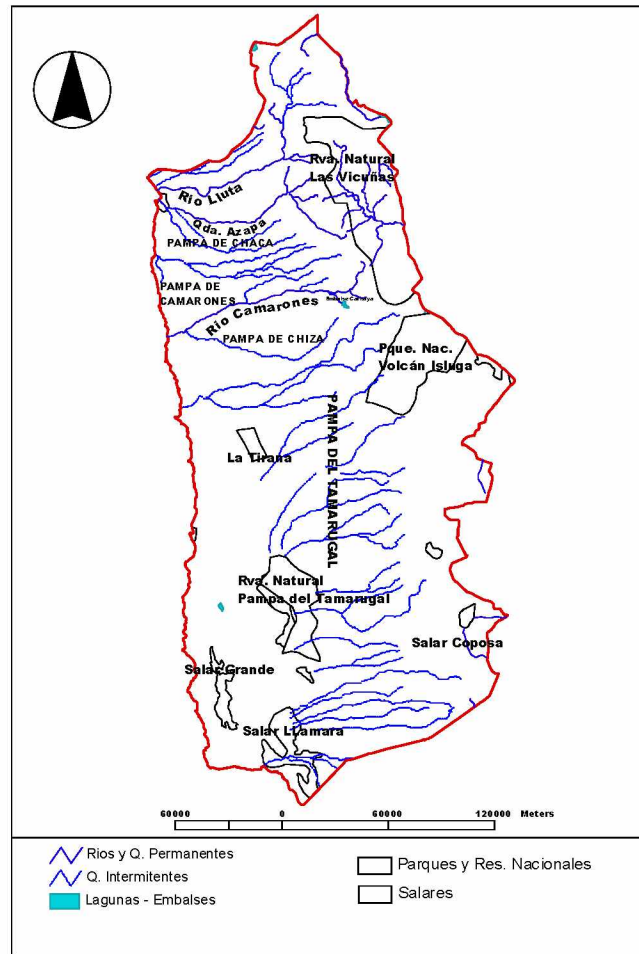 Rva. Natural
Las Vicuñas
Rio Lluta
Qda. Azapa
PAMPA DE CHACA
PAMPA DE
CAMARONES
Rio Camarones
PAMPA DE CHIZA
Pque. Nac.
Volcán Isluga
PAMPA DEL TAMARUGAL
La Tirana
Rva. Natural
Pampa del Tamarugal
Salar Coposa
Salar Grande
Salar LLamara
60000 0 60000 120000 Meters
Rios y Q. Permanentes
Q. Intermitentes
Lagunas - Embalses
Parques y Res. Nacionales
Salares